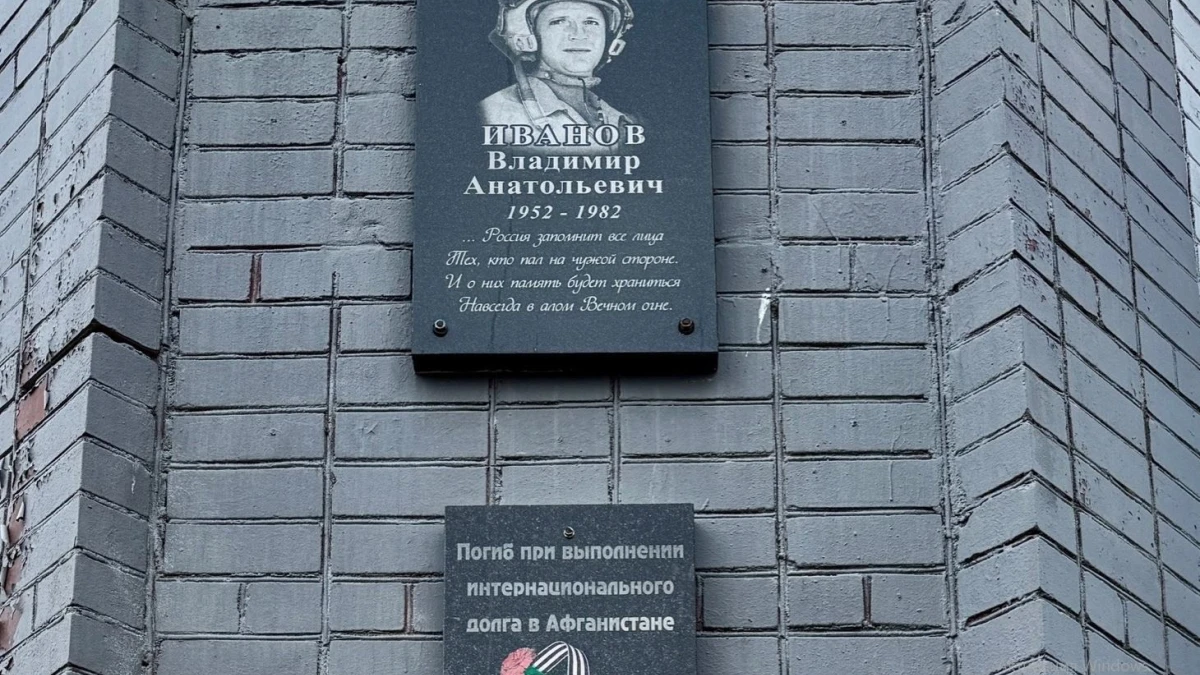 ИВАНОВ
Владимир
Анатольевич
1952 - 1982
... Россия запомнит все лица
Тех, кто пал на чужой стороне.
И о них память будет храниться
Навсегда в алом Вечном огне.
Погиб при выполнении
интернационального
долга в Афганистане
Windows